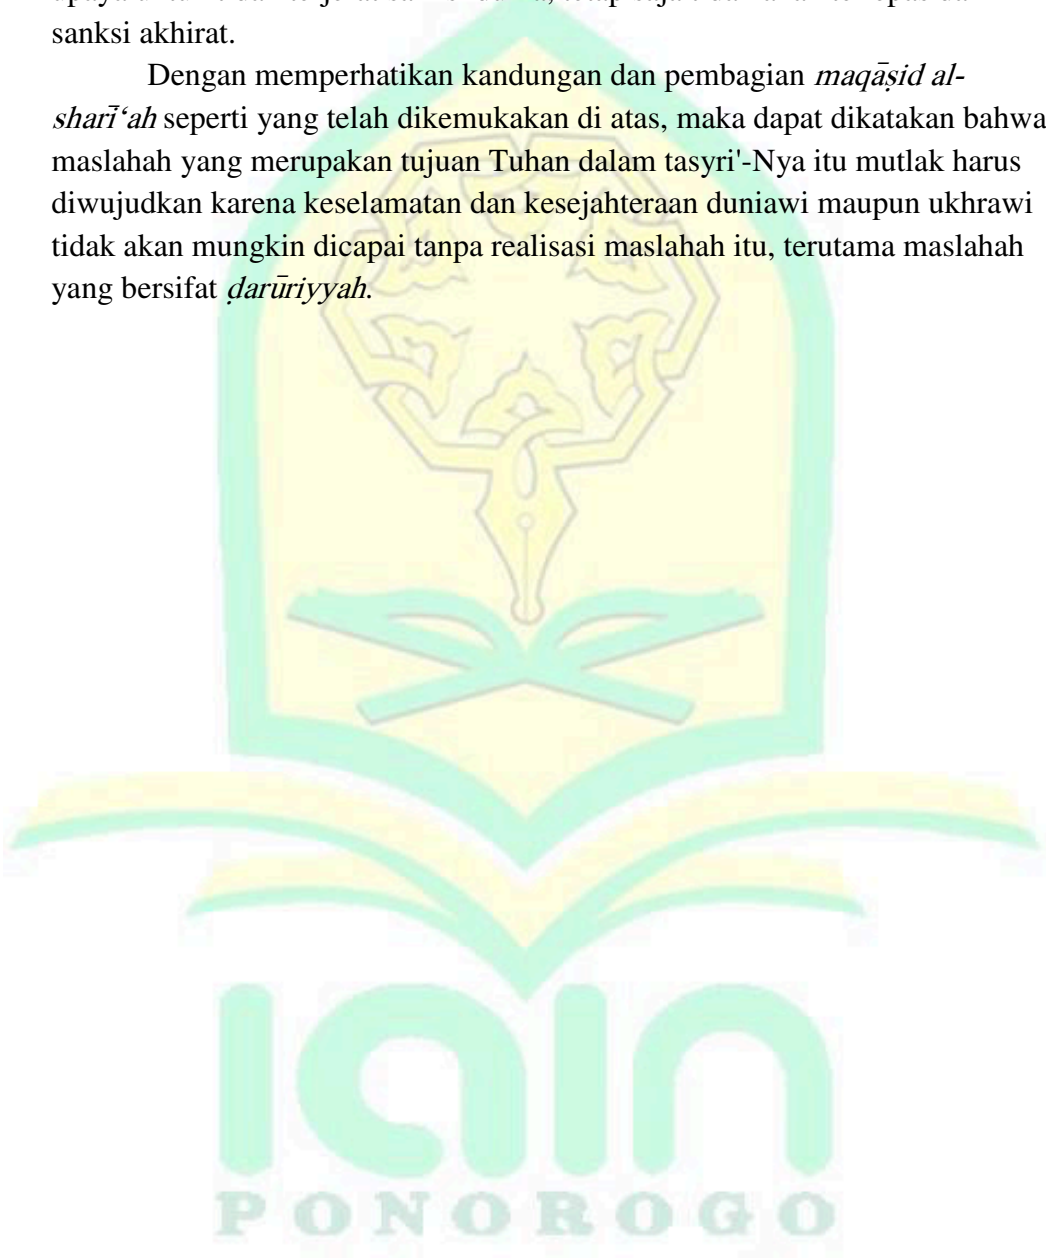 sanksi akhirat.
Dengan memperhatikan kandungan dan pembagian maqāṣid al-
sharī‘ah seperti yang telah dikemukakan di atas, maka dapat dikatakan bahwa
maslahah yang merupakan tujuan Tuhan dalam tasyri'-Nya itu mutlak harus
diwujudkan karena keselamatan dan kesejahteraan duniawi maupun ukhrawi
tidak akan mungkin dicapai tanpa realisasi maslahah itu, terutama maslahah
yang bersifat ḍarūriyyah.
iain
PONOROGO